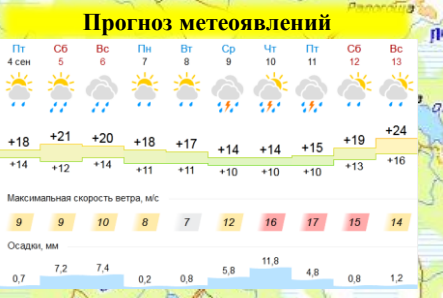 Прогноз метеоявлений
Пт Сб Вс Пн Вт Ср Чт Пт Сб Вс
4 сен 5 6 7 8 9 10 11 12 13
+18 +21 +20 +18 +17 +14 +14 +15 +19 +24
+14 +12 +14 +11 +11 +10 +10 +10 +13 +16
Максимальная скорость ветра, м/с
9 9 10 8 7 12 16 17 15 14
Осадки, мм
0,7 7,2 7,4 0,2 0,8 5,8 11,8 4,8 0,8 1,2